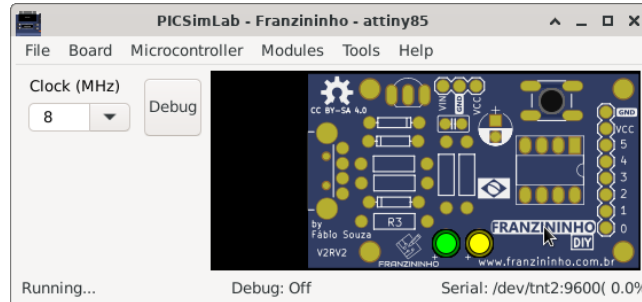 PICSimLab - Franzininho - attiny85
File Board Microcontroller Modules Tools Help
Clock (MHz)
8
Debug
CC BY-SA 4.0
VIN
GND
VCC
GND
VCC
5
4
3
2
1
0
R3
by
Fábio Souza
V2RV2
FRANZININHO
FRANZININHO
DIY
www.franzininho.com.br
Running...
Debug: Off
Serial: /dev/tnt2:9600( 0.0%